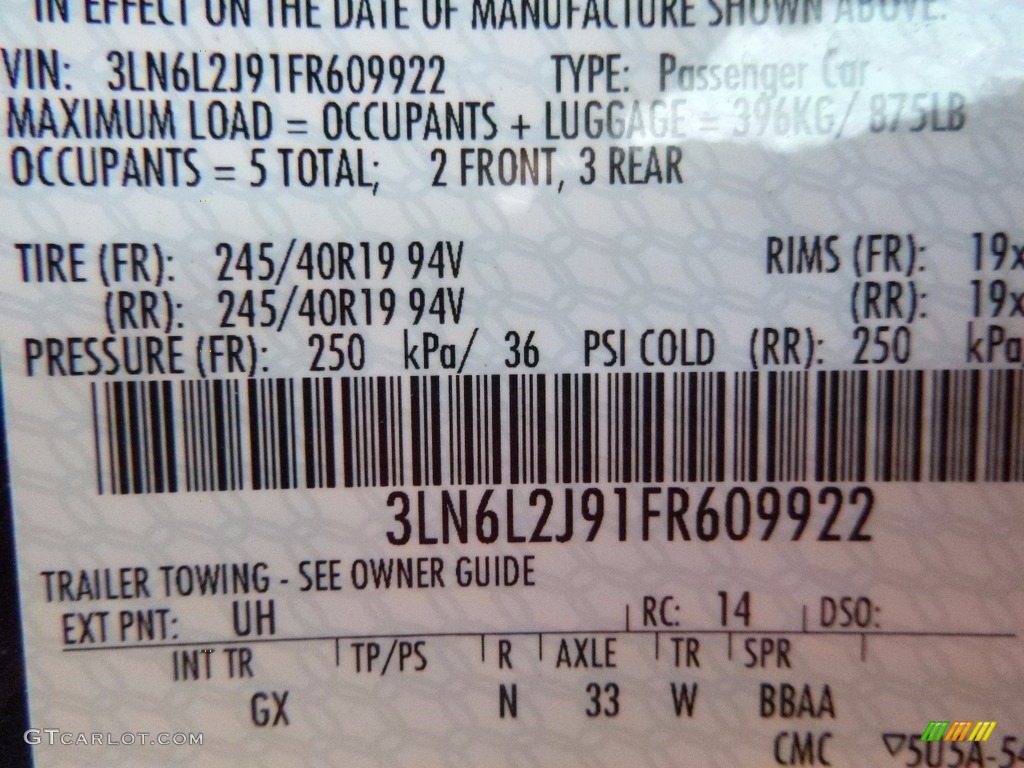 IN EFFECT ON THE DATE OF MANUFACTURE SHOWN ABOVE.
VIN: 3LN6L2J91FR609922 TYPE: Passenger Car
MAXIMUM LOAD = OCCUPANTS + LUGGAGE = 396KG/ 875LB
OCCUPANTS = 5 TOTAL; 2 FRONT, 3 REAR
TIRE (FR): 245/40R19 94V RIMS (FR): 19x
(RR): 245/40R19 94V (RR): 19x
PRESSURE (FR): 250 kPa/ 36 PSI COLD (RR): 250 kPa
3LN6L2J91FR609922
TRAILER TOWING - SEE OWNER GUIDE
EXT PNT: UH RC: 14 DSO:
INT TR TP/PS R AXLE TR SPR
GX N 33 W BBAA
CMC ▽5U5A-54
GTCARLOT.COM